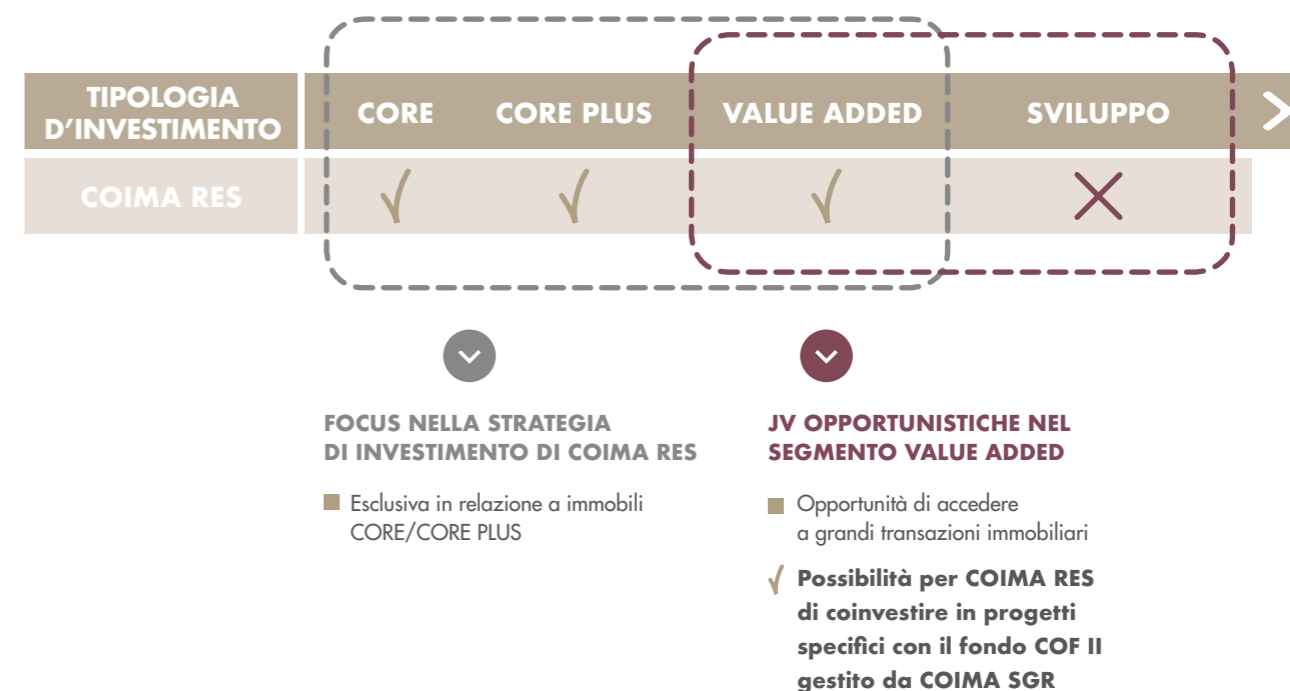 TIPOLOGIA
D'INVESTIMENTO
CORE
CORE PLUS
VALUE ADDED
SVILUPPO
COIMA RES
FOCUS NELLA STRATEGIA
DI INVESTIMENTO DI COIMA RES
Esclusiva in relazione a immobili
CORE/CORE PLUS
JV OPPORTUNISTICHE NEL
SEGMENTO VALUE ADDED
Opportunità di accedere
a grandi transazioni immobiliari
Possibilità per COIMA RES
di coinvestire in progetti
specifici con il fondo COF II
gestito da COIMA SGR